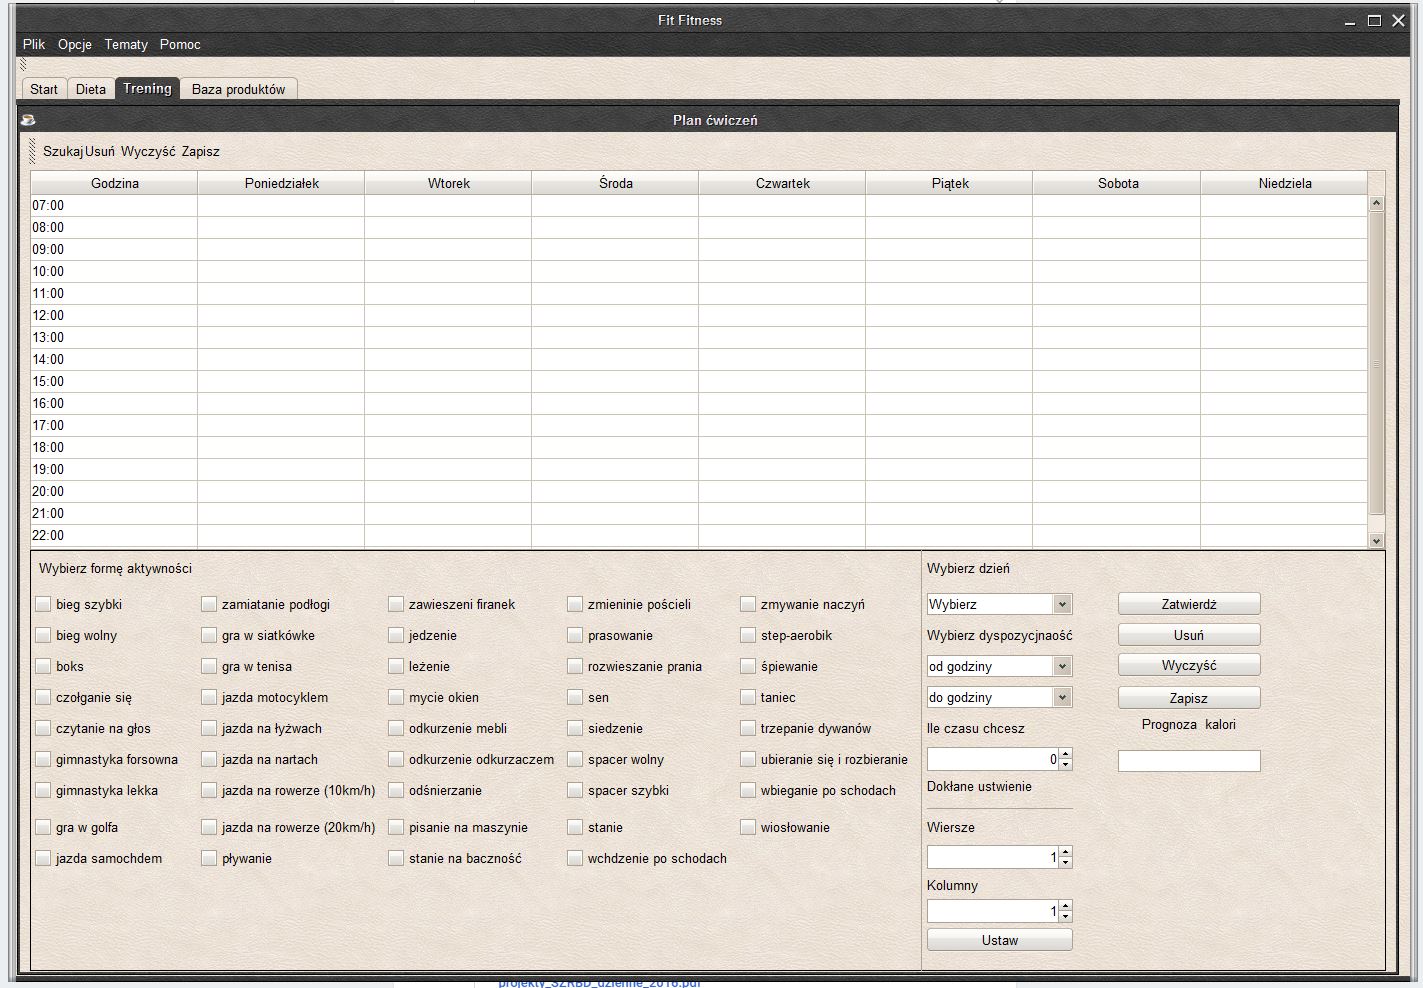 Fit Fitness
Plik Opcje Tematy Pomoc
Start Dieta Trening Baza produktów
Plan ćwiczeń
Szukaj Usuń Wyczyść Zapisz
Godzina Poniedziałek Wtorek Środa Czwartek Piątek Sobota Niedziela
07:00
08:00
09:00
10:00
11:00
12:00
13:00
14:00
15:00
16:00
17:00
18:00
19:00
20:00
21:00
22:00
Wybierz formę aktywności
bieg szybki zamiatanie podłogi zawieszeni firanek zmieninie pościeli zmywanie naczyń
bieg wolny gra w siatkówke jedzenie prasowanie step-aerobik
boks gra w tenisa leżenie rozwieszanie prania śpiewanie
czołganie się jazda motocyklem mycie okien sen taniec
czytanie na głos jazda na łyżwach odkurzenie mebli siedzenie trzepanie dywanów
gimnastyka forsowna jazda na nartach odkurzenie odkurzaczem spacer wolny ubieranie się i rozbieranie
gimnastyka lekka jazda na rowerze (10km/h) odśnierzanie spacer szybki wbieganie po schodach
gra w golfa jazda na rowerze (20km/h) pisanie na maszynie stanie wiosłowanie
jazda samochdem pływanie stanie na baczność wchdzenie po schodach
Wybierz dzień
Wybierz Zatwierdź
Wybierz dyspozycjnaość Usuń
od godziny Wyczyść
do godziny Zapisz
Ile czasu chcesz Prognoza kalori
0
Dokłane ustwienie
Wiersze
1
Kolumny
1
Ustaw
projekty_SZRBD_dzienne_2016.pdf